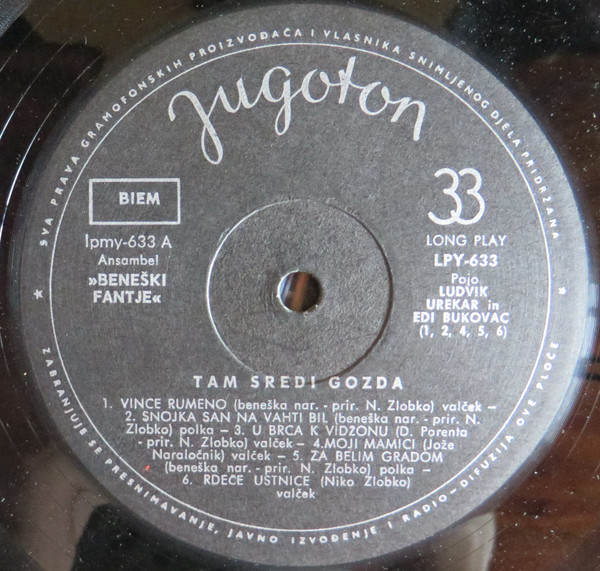 SVA PRAVA GRAMOFONSKIH PROIZVOĐAČA I VLASNIKA SNIMLJENOG DJELA PRIDRŽANA
Jugoton
BIEM
lpmy-633 A
Ansambel
»BENEŠKI
FANTJE«
33
LONG PLAY
LPY-633
Pojo
LUDVIK
UREKAR in
EDI BUKOVAC
(1, 2, 4, 5, 6)
TAM SREDI GOZDA
1. VINCE RUMENO (beneška nar. - prir. N. Zlobko) valček –
2. SNOJKA SAN NA VAHTI BIL (beneška nar. - prir. N.
Zlobko) polka – 3. U BRCA K VIDZONU (D. Parenta
- prir. N. Zlobko) valček – 4.MOJI MAMICI (Jože
Naraločnik) valček – 5. ZA BELIM GRADOM
(beneška nar. - prir. N. Zlobko) polka –
6. RDEČE USTNICE (Niko Zlobko)
valček
ZABRANJUJE SE PRESNIMAVANJE, JAVNO IZVOĐENJE I RADIO-DIFUZIJA OVE PLOČE